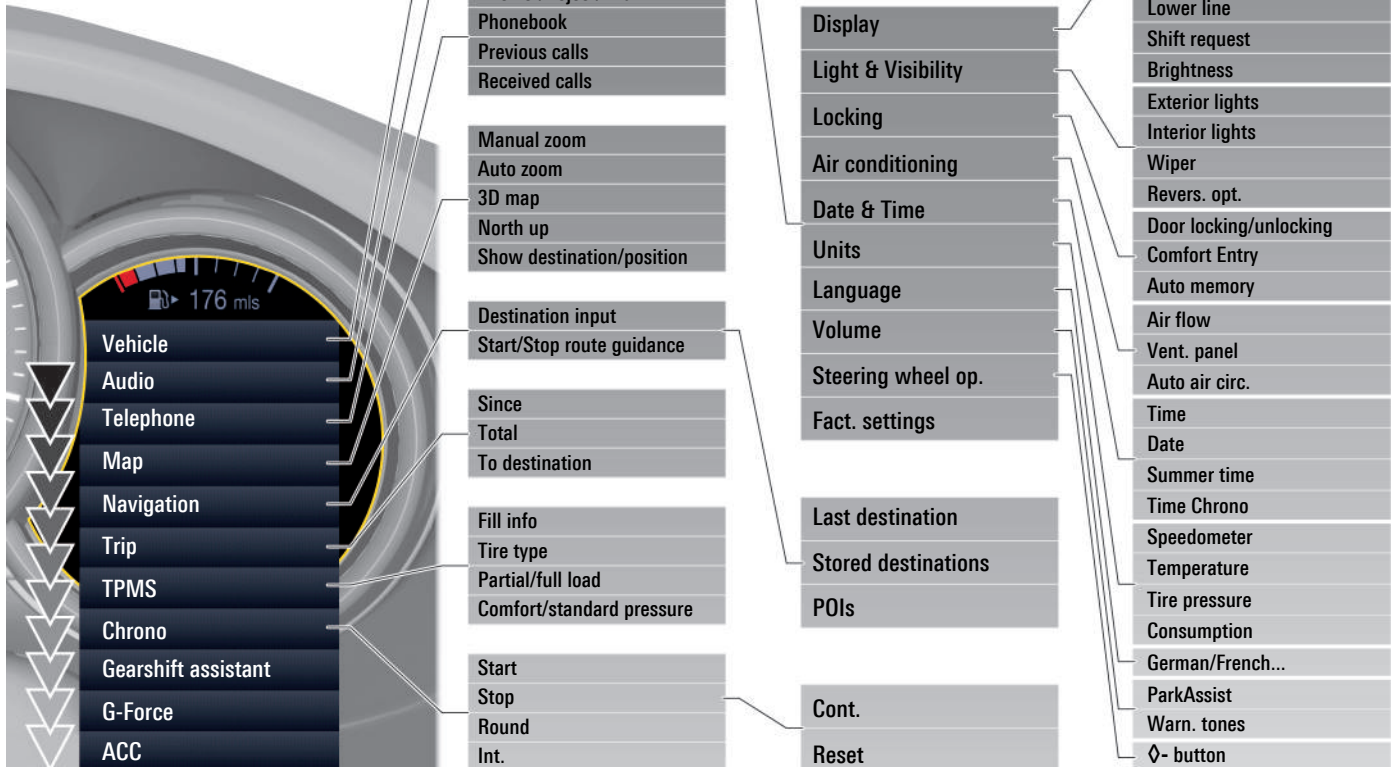 Phonebook
Previous calls
Received calls
Manual zoom
Auto zoom
3D map
North up
Show destination/position
176 mls
Vehicle
Audio
Telephone
Map
Navigation
Trip
TPMS
Chrono
Gearshift assistant
G-Force
ACC
Destination input
Start/Stop route guidance
Since
Total
To destination
Fill info
Tire type
Partial/full load
Comfort/standard pressure
Start
Stop
Round
Int.
Display
Light & Visibility
Locking
Air conditioning
Date & Time
Units
Language
Volume
Steering wheel op.
Fact. settings
Last destination
Stored destinations
POIs
Cont.
Reset
Lower line
Shift request
Brightness
Exterior lights
Interior lights
Wiper
Revers. opt.
Door locking/unlocking
Comfort Entry
Auto memory
Air flow
Vent. panel
Auto air circ.
Time
Date
Summer time
Time Chrono
Speedometer
Temperature
Tire pressure
Consumption
German/French...
ParkAssist
Warn. tones
◊- button